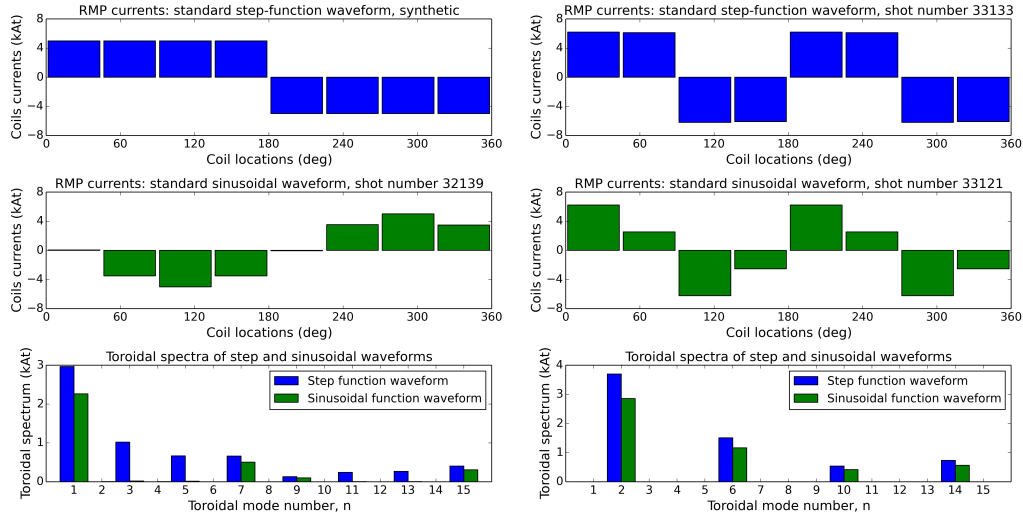 RMP currents: standard step-function waveform, synthetic
Coils currents (kAt)
8
4
0
−4
−8
0 60 120 180 240 300 360
Coil locations (deg)
RMP currents: standard step-function waveform, shot number 33133
Coils currents (kAt)
8
4
0
−4
−8
0 60 120 180 240 300 360
Coil locations (deg)
RMP currents: standard sinusoidal waveform, shot number 32139
Coils currents (kAt)
8
4
0
−4
−8
0 60 120 180 240 300 360
Coil locations (deg)
RMP currents: standard sinusoidal waveform, shot number 33121
Coils currents (kAt)
8
4
0
−4
−8
0 60 120 180 240 300 360
Coil locations (deg)
Toroidal spectra of step and sinusoidal waveforms
Toroidal spectrum (kAt)
3
2
1
0
Step function waveform
Sinusoidal function waveform
1 2 3 4 5 6 7 8 9 10 11 12 13 14 15
Toroidal mode number, n
Toroidal spectra of step and sinusoidal waveforms
Toroidal spectrum (kAt)
4
3
2
1
0
Step function waveform
Sinusoidal function waveform
1 2 3 4 5 6 7 8 9 10 11 12 13 14 15
Toroidal mode number, n